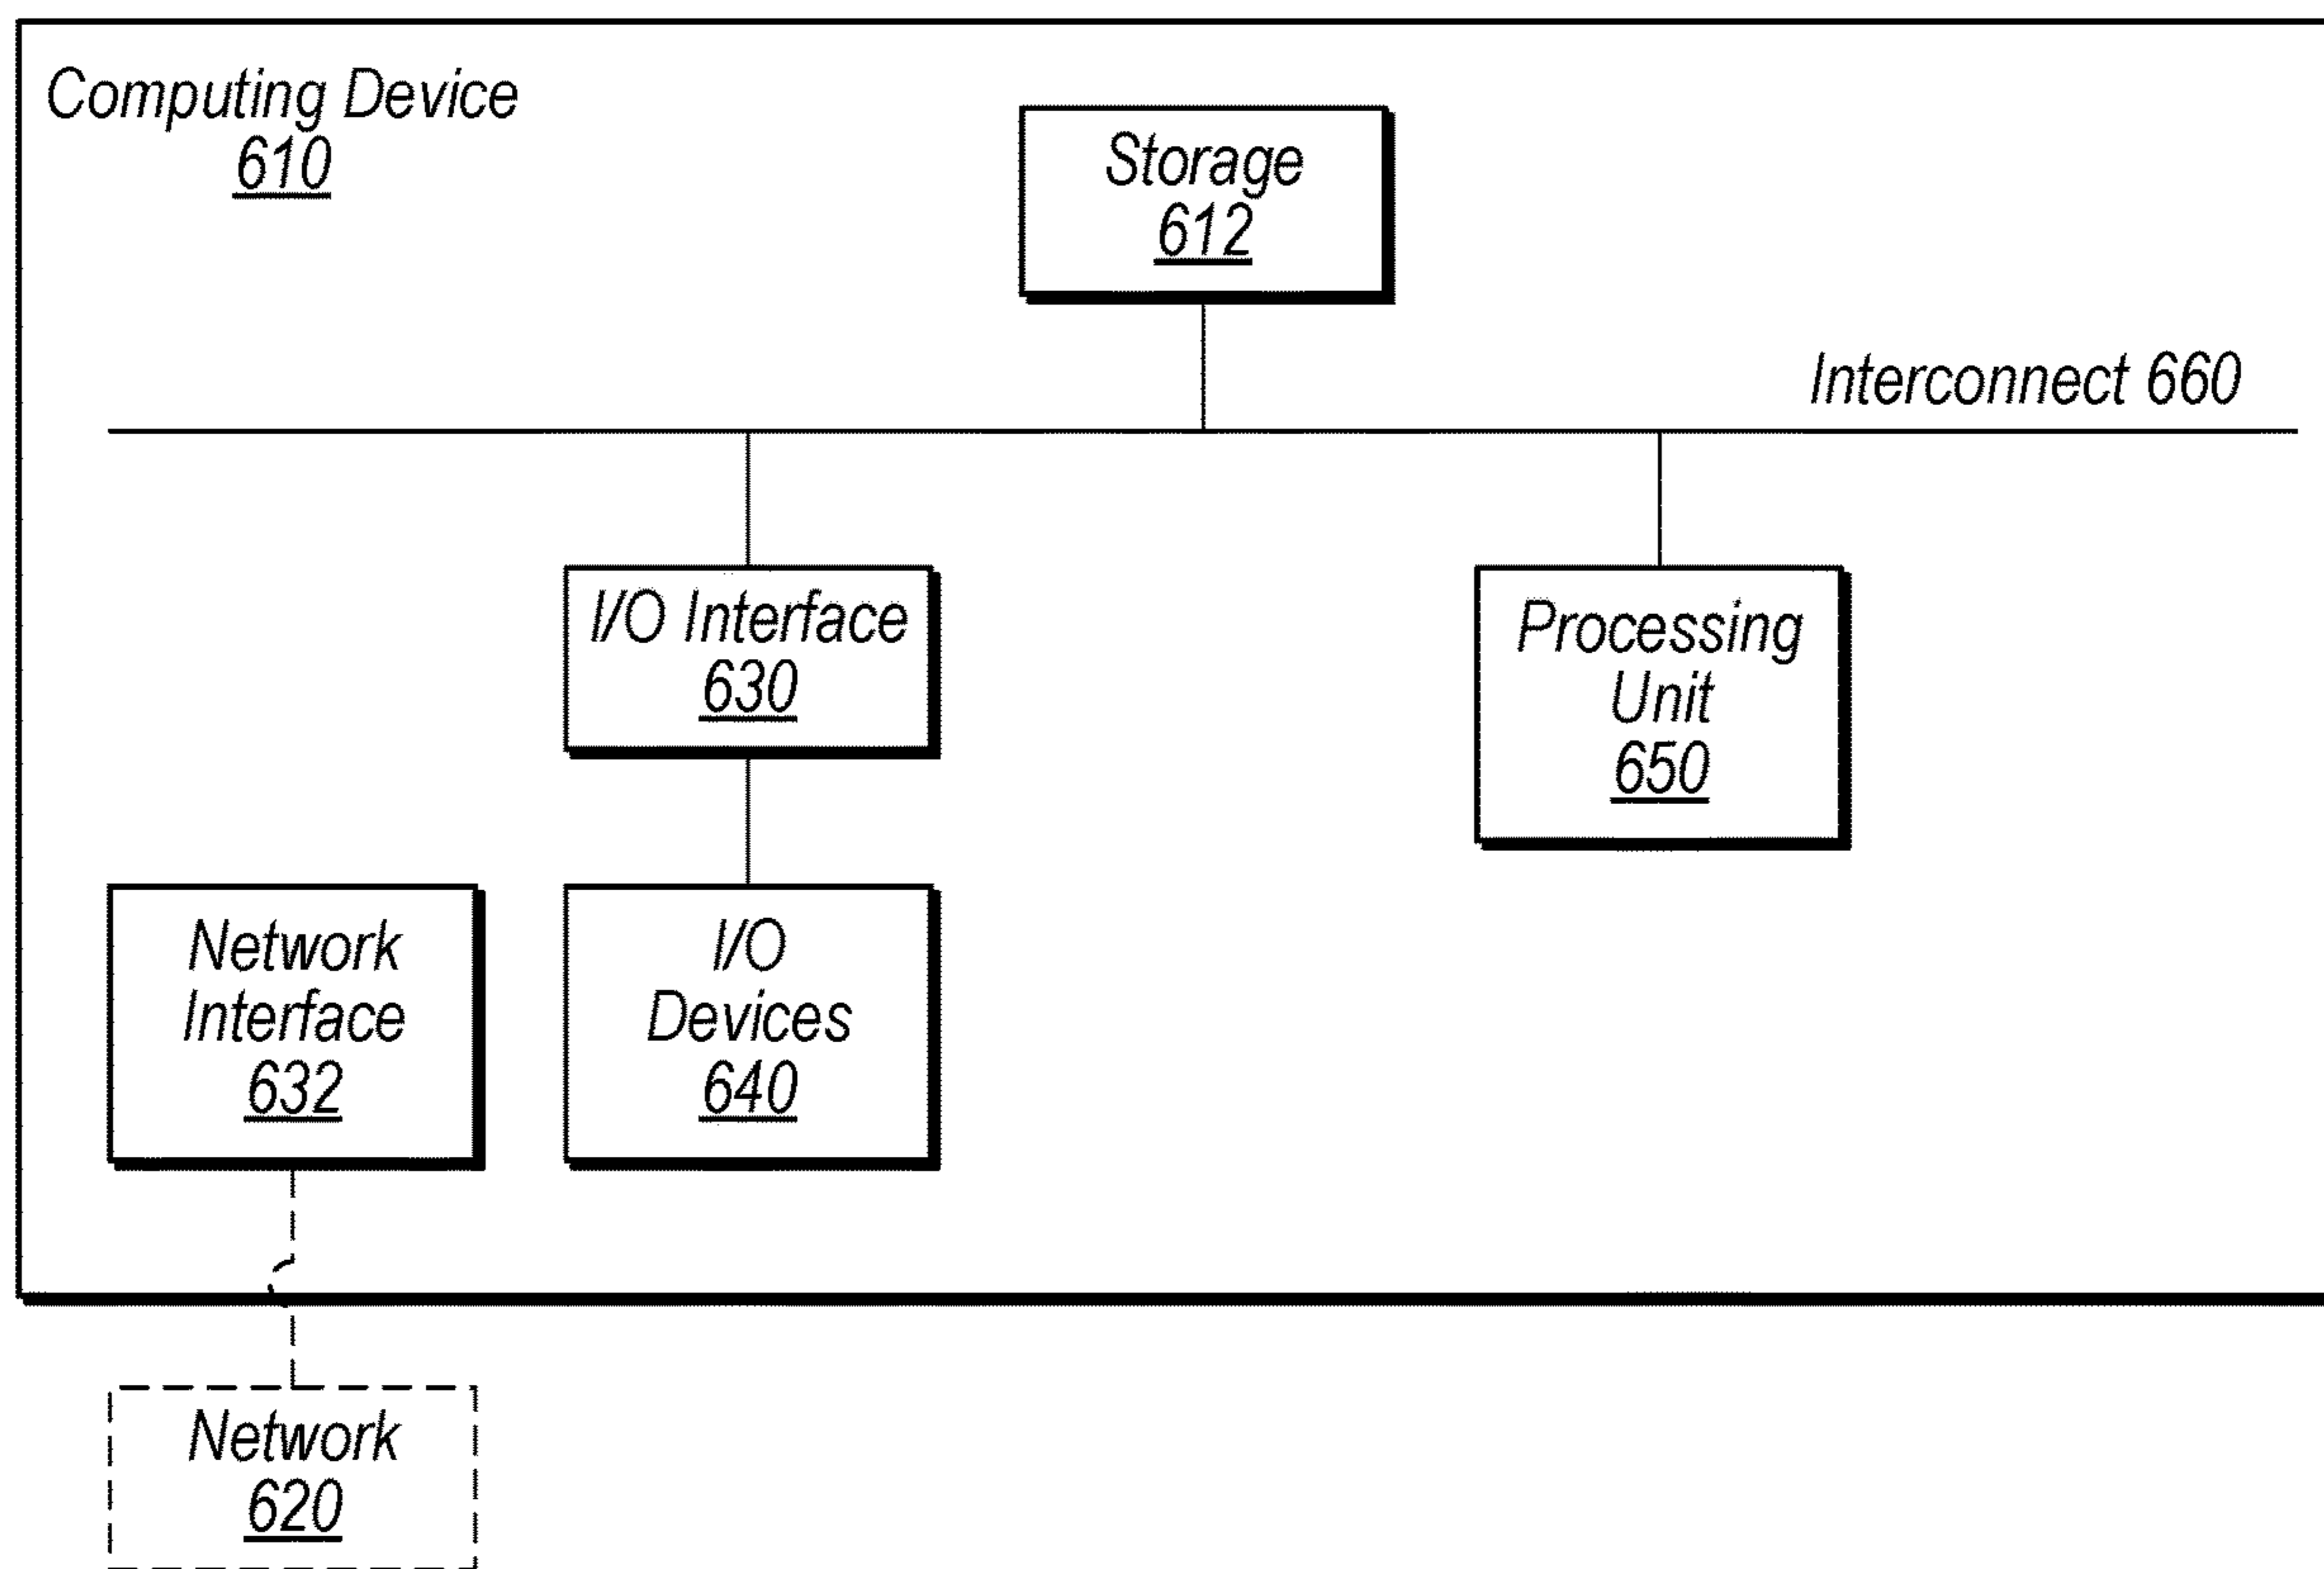 Computing Device
610
Storage
612
Interconnect 660
I/O Interface
630
Processing
Unit
650
Network
Interface
632
I/O
Devices
640
Network
620